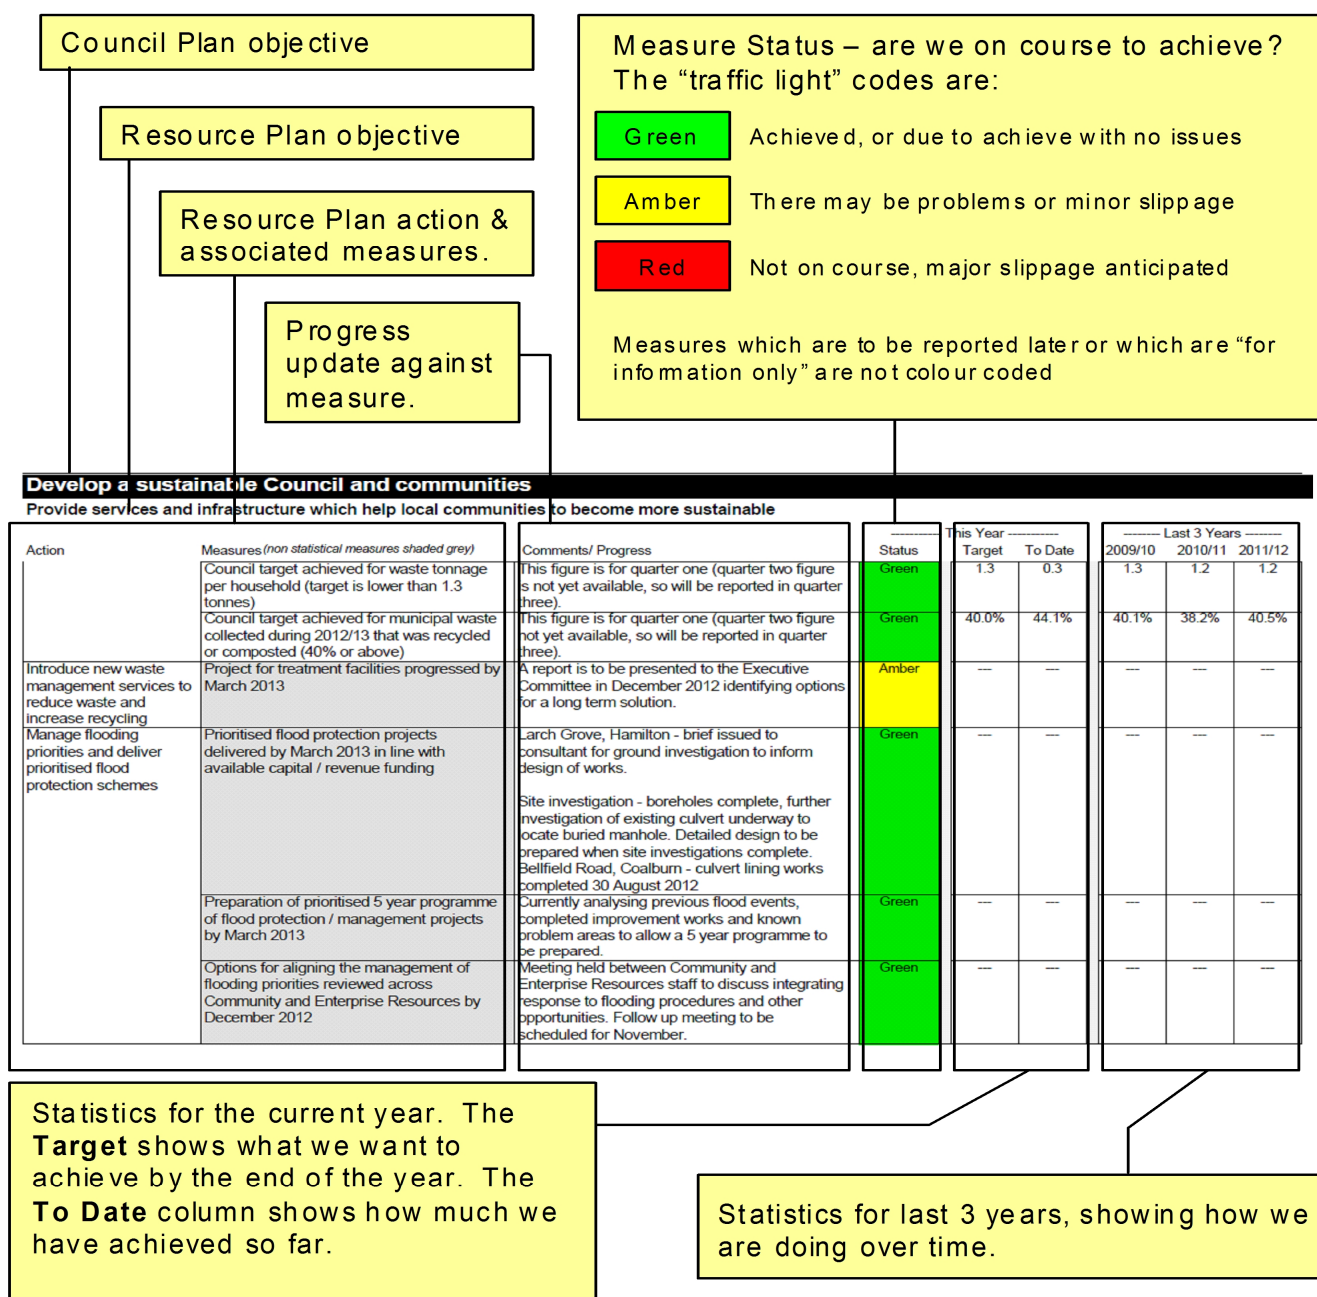 Council Plan objective
Resource Plan objective
Resource Plan action &
associated measures.
Progress
update against
measure.
Measure Status – are we on course to achieve?
The “traffic light” codes are:
Green Achieved, or due to achieve with no issues
Amber There may be problems or minor slippage
Red Not on course, major slippage anticipated
Measures which are to be reported later or which are “for
information only” are not colour coded
Develop a sustainable Council and communities
Provide services and infrastructure which help local communities to become more sustainable
----------- This Year ----------- -------- Last 3 Years --------
Action Measures (non statistical measures shaded grey) Comments/ Progress Status Target To Date 2009/10 2010/11 2011/12
Council target achieved for waste tonnage
per household (target is lower than 1.3
tonnes)
This figure is for quarter one (quarter two figure
is not yet available, so will be reported in quarter
three).
Green 1.3 0.3 1.3 1.2 1.2
Council target achieved for municipal waste
collected during 2012/13 that was recycled
or composted (40% or above)
This figure is for quarter one (quarter two figure
not yet available, so will be reported in quarter
three).
Green 40.0% 44.1% 40.1% 38.2% 40.5%
Introduce new waste
management services to
reduce waste and
increase recycling
Project for treatment facilities progressed by
March 2013
A report is to be presented to the Executive
Committee in December 2012 identifying options
for a long term solution.
Amber --- --- --- --- ---
Manage flooding
priorities and deliver
prioritised flood
protection schemes
Prioritised flood protection projects
delivered by March 2013 in line with
available capital / revenue funding
Larch Grove, Hamilton - brief issued to
consultant for ground investigation to inform
design of works.
Site investigation - boreholes complete, further
investigation of existing culvert underway to
locate buried manhole. Detailed design to be
prepared when site investigations complete.
Bellfield Road, Coalburn - culvert lining works
completed 30 August 2012
Green --- --- --- --- ---
Preparation of prioritised 5 year programme
of flood protection / management projects
by March 2013
Currently analysing previous flood events,
completed improvement works and known
problem areas to allow a 5 year programme to
be prepared.
Green --- --- --- --- ---
Options for aligning the management of
flooding priorities reviewed across
Community and Enterprise Resources by
December 2012
Meeting held between Community and
Enterprise Resources staff to discuss integrating
response to flooding procedures and other
opportunities. Follow up meeting to be
scheduled for November.
Green --- --- --- --- ---
Statistics for the current year. The
Target shows what we want to
achieve by the end of the year. The
To Date column shows how much we
have achieved so far.
Statistics for last 3 years, showing how we
are doing over time.